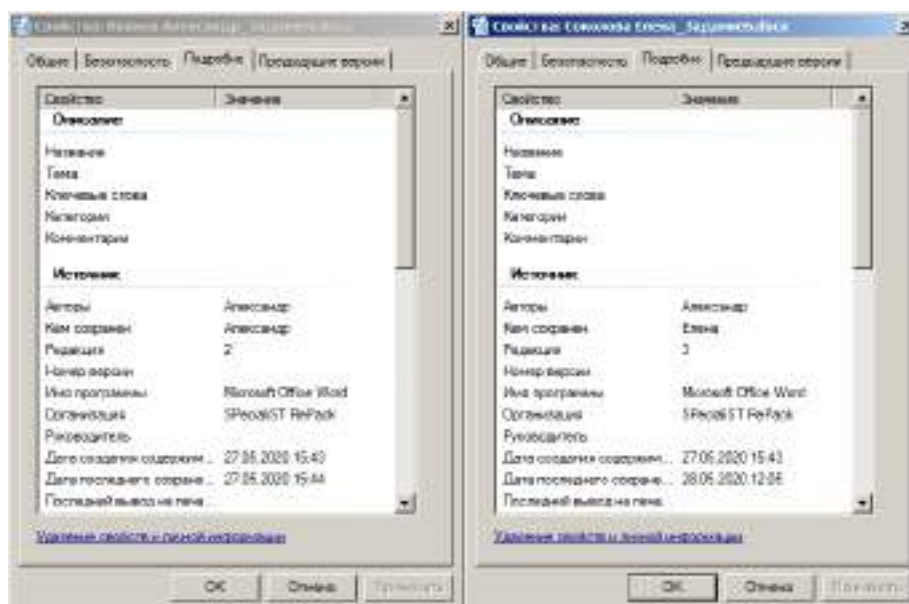 Свойства: Иванов Александр_Задание.docx
Общие Безопасность Подробно Предыдущие версии
Свойство Значение
Описание
Название
Тема
Ключевые слова
Категории
Комментарии
Источник
Авторы Александр
Кем сохранен Александр
Редакция 2
Номер версии
Имя программы Microsoft Office Word
Организация SPecialiST RePack
Руководитель
Дата создания содержим... 27.05.2020 15:43
Дата последнего сохране... 27.05.2020 15:44
Последний вывод на печа...
Удаление свойств и личной информации
OK Отмена Применить
Свойства: Соколова Елена_Задание.docx
Общие Безопасность Подробно Предыдущие версии
Свойство Значение
Описание
Название
Тема
Ключевые слова
Категории
Комментарии
Источник
Авторы Александр
Кем сохранен Елена
Редакция 3
Номер версии
Имя программы Microsoft Office Word
Организация SPecialiST RePack
Руководитель
Дата создания содержим... 27.05.2020 15:43
Дата последнего сохране... 28.05.2020 12:05
Последний вывод на печа...
Удаление свойств и личной информации
OK Отмена Применить